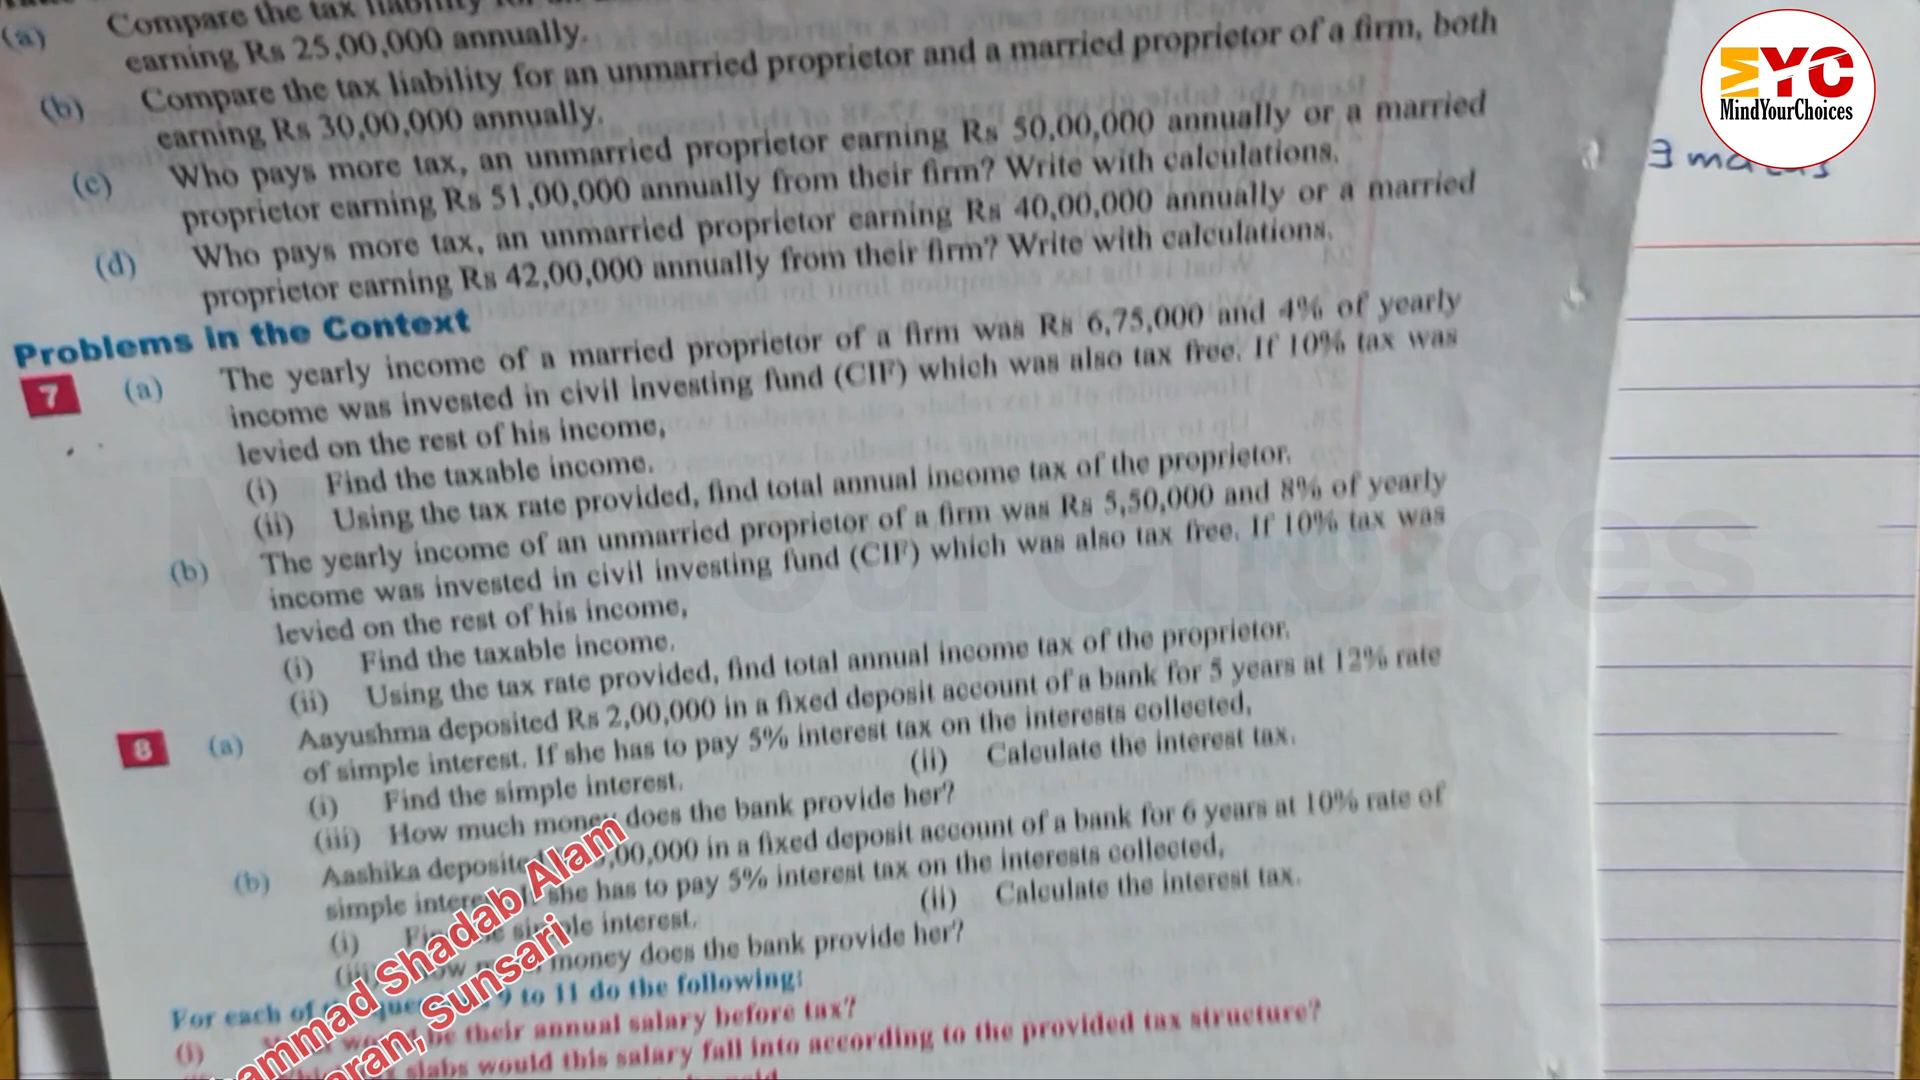 (a) Compare the tax liability for an
earning Rs 25,00,000 annually.
(b) Compare the tax liability for an unmarried proprietor and a married proprietor of a firm, both
earning Rs 30,00,000 annually.
(c) Who pays more tax, an unmarried proprietor earning Rs 50,00,000 annually or a married
proprietor earning Rs 51,00,000 annually from their firm? Write with calculations.
(d) Who pays more tax, an unmarried proprietor earning Rs 40,00,000 annually or a married
proprietor earning Rs 42,00,000 annually from their firm? Write with calculations.
Problems in the Context
7 (a) The yearly income of a married proprietor of a firm was Rs 6,75,000 and 4% of yearly
income was invested in civil investing fund (CIF) which was also tax free. If 10% tax was
levied on the rest of his income,
(i) Find the taxable income.
(ii) Using the tax rate provided, find total annual income tax of the proprietor.
(b) The yearly income of an unmarried proprietor of a firm was Rs 5,50,000 and 8% of yearly
income was invested in civil investing fund (CIF) which was also tax free. If 10% tax was
levied on the rest of his income,
(i) Find the taxable income.
(ii) Using the tax rate provided, find total annual income tax of the proprietor.
8 (a) Aayushma deposited Rs 2,00,000 in a fixed deposit account of a bank for 5 years at 12% rate
of simple interest. If she has to pay 5% interest tax on the interests collected,
(i) Find the simple interest. (ii) Calculate the interest tax.
(iii) How much money does the bank provide her?
(b) Aashika deposited 00,000 in a fixed deposit account of a bank for 6 years at 10% rate of
simple she has to pay 5% interest tax on the interests collected,
(i) simple interest. (ii) Calculate the interest tax.
money does the bank provide her?
For each of 9 to 11 do the following:
(i) be their annual salary before tax?
slabs would this salary fall into according to the provided tax structure?
MYC
MindYourChoices
3
MindYourChoices
ammad Shadab Alam
aran, Sunsari